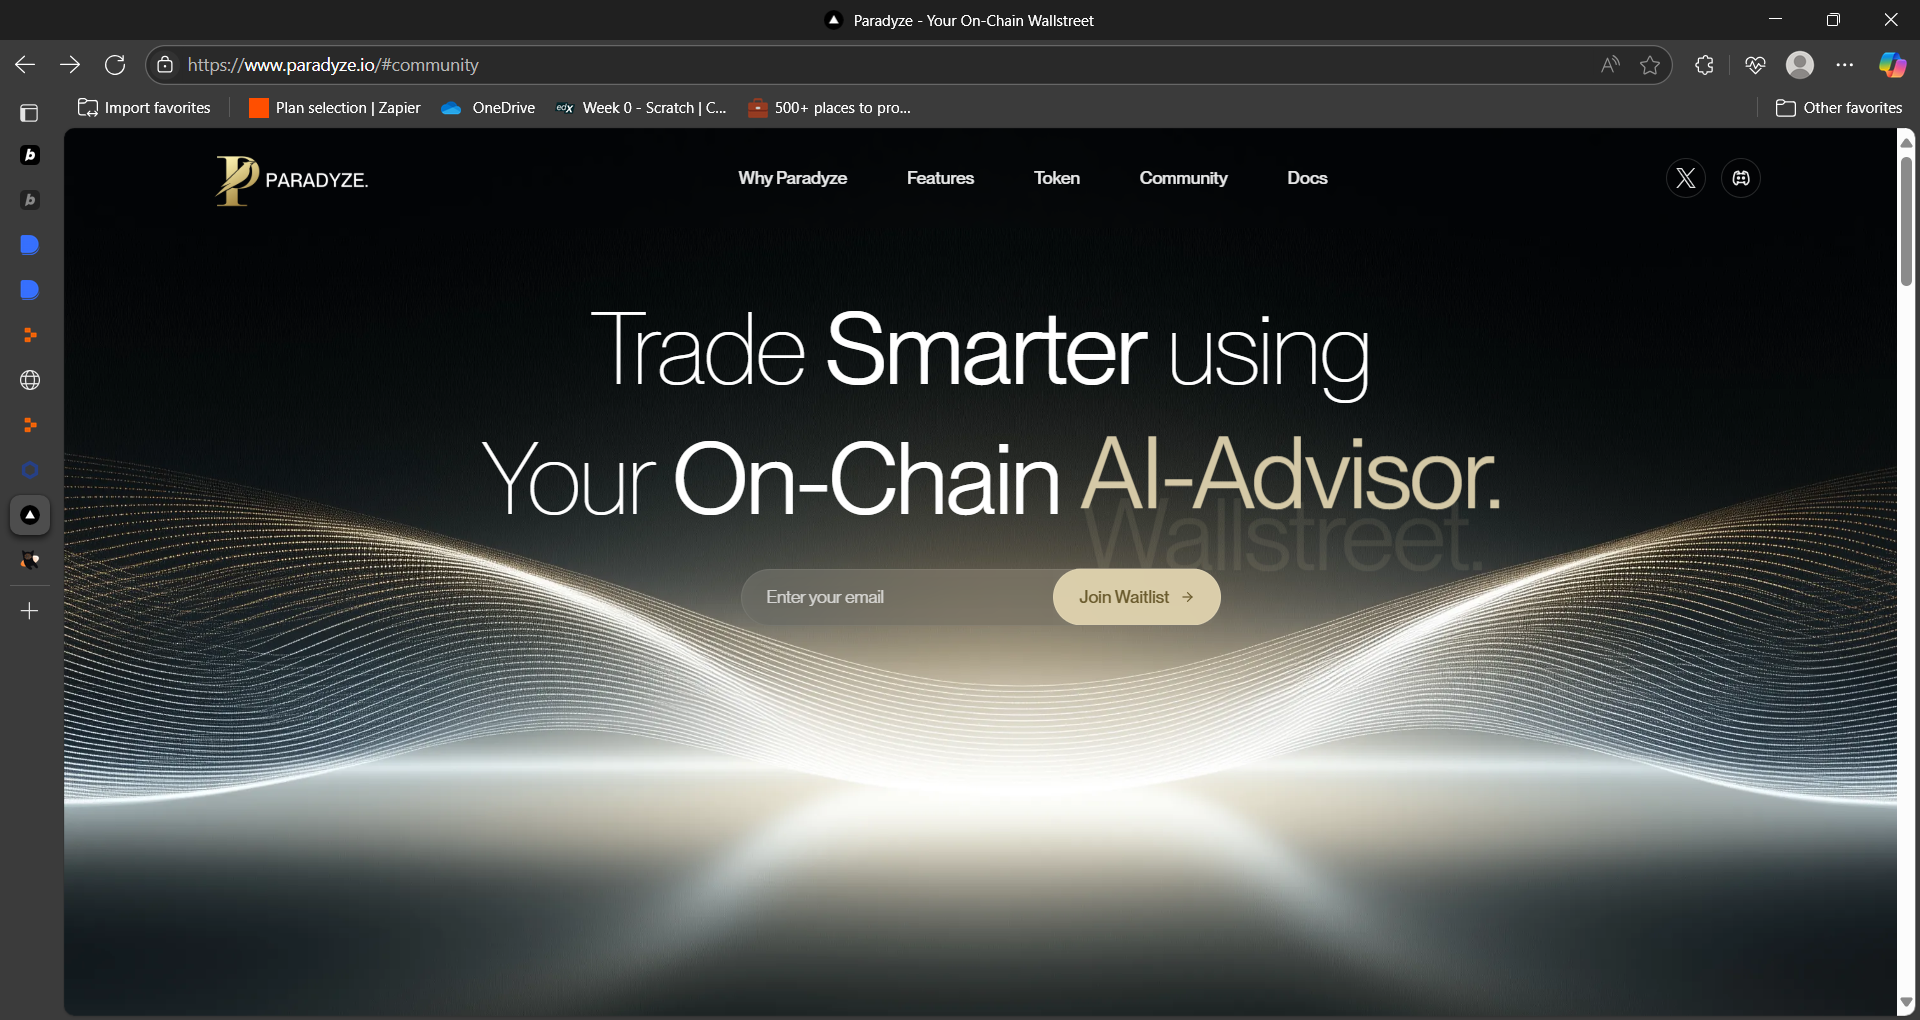 Paradyze - Your On-Chain Wallstreet
https://www.paradyze.io/#community
Import favorites
Plan selection | Zapier
OneDrive
edX
Week 0 - Scratch | C...
500+ places to pro...
Other favorites
PARADYZE.
Why Paradyze
Features
Token
Community
Docs
Trade Smarter using
Your On-Chain AI-Advisor.
Wallstreet.
Enter your email
Join Waitlist →